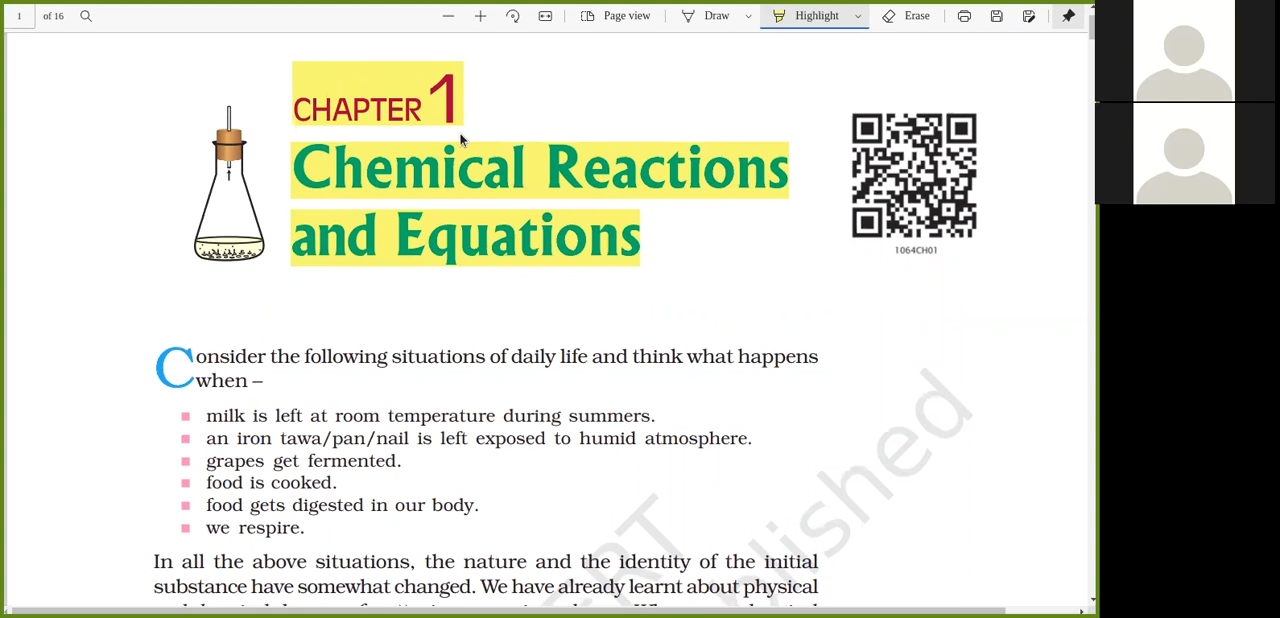 1 of 16 Page view Draw Highlight Erase
CHAPTER 1
Chemical Reactions
and Equations
1064CH01
Consider the following situations of daily life and think what happens
when –
milk is left at room temperature during summers.
an iron tawa/pan/nail is left exposed to humid atmosphere.
grapes get fermented.
food is cooked.
food gets digested in our body.
we respire.
In all the above situations, the nature and the identity of the initial
substance have somewhat changed. We have already learnt about physical